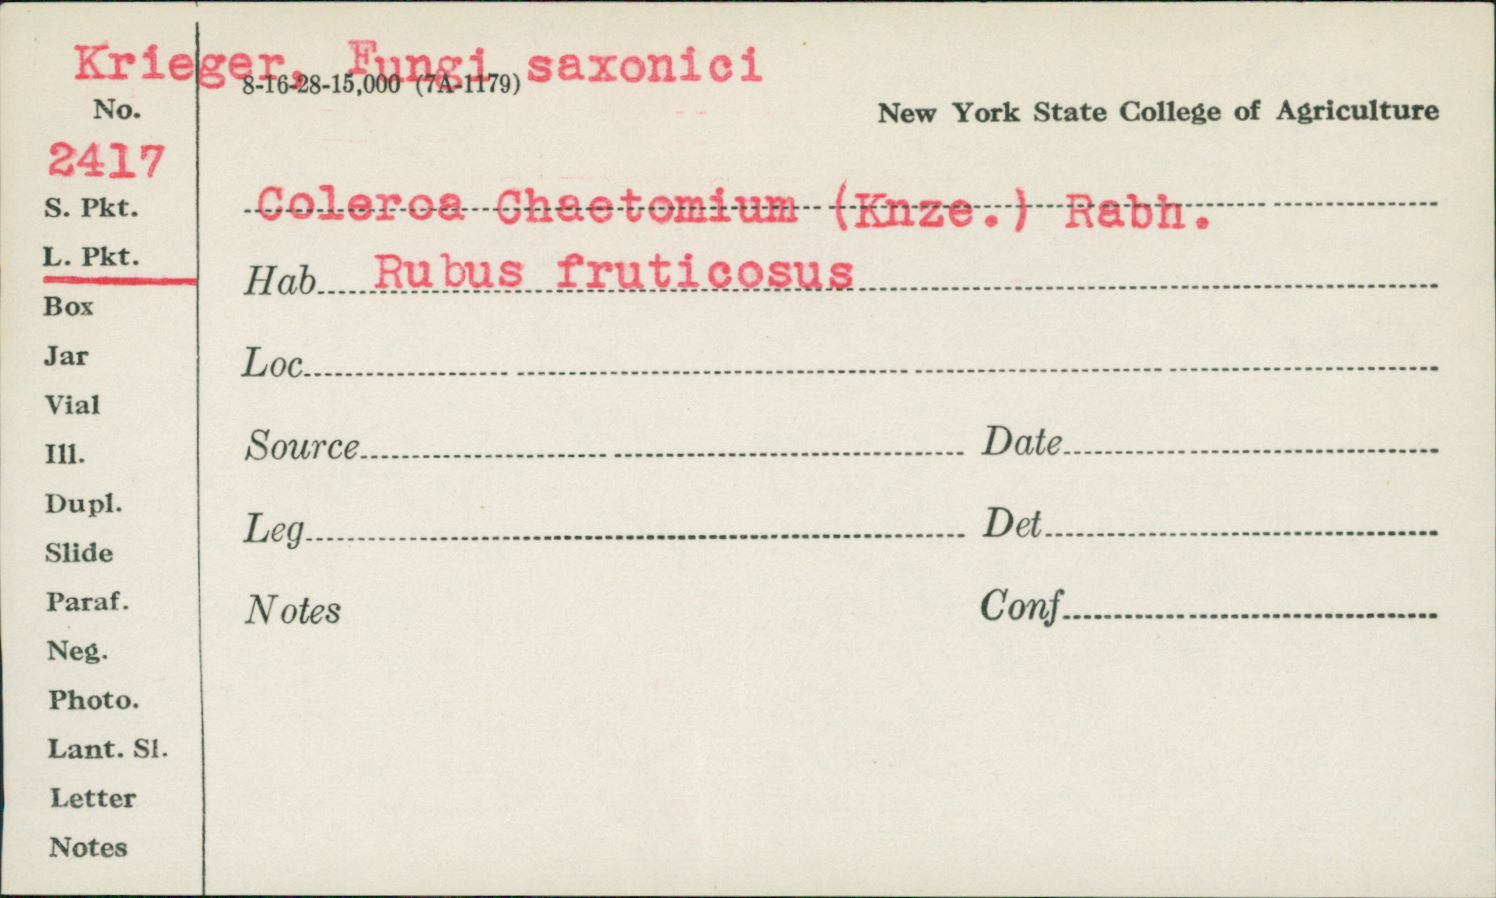 Krieger, Fungi saxonici
8-16-28-15,000 (7A-1179)
No.
New York State College of Agriculture
2417
S. Pkt.
Coleroa Chaetomium (Knze.) Rabh.
L. Pkt.
Hab. Rubus fruticosus
Box
Jar
Loc.
Vial
Ill.
Source
Date
Dupl.
Slide
Leg
Det
Paraf.
Notes
Conf
Neg.
Photo.
Lant. Sl.
Letter
Notes